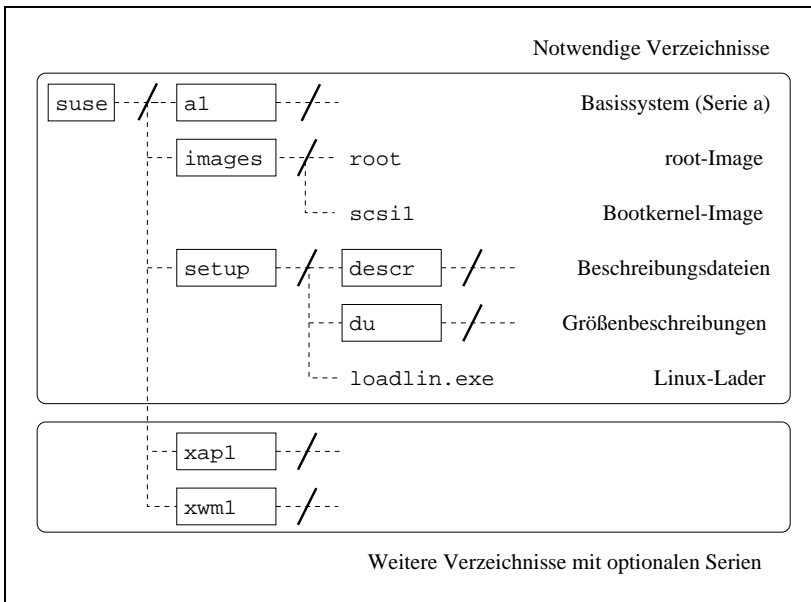 Notwendige Verzeichnisse
suse a1 Basissystem (Serie a)
images root root-Image
scsi1 Bootkernel-Image
setup descr Beschreibungsdateien
du Größenbeschreibungen
loadlin.exe Linux-Lader
xap1
xwm1
Weitere Verzeichnisse mit optionalen Serien